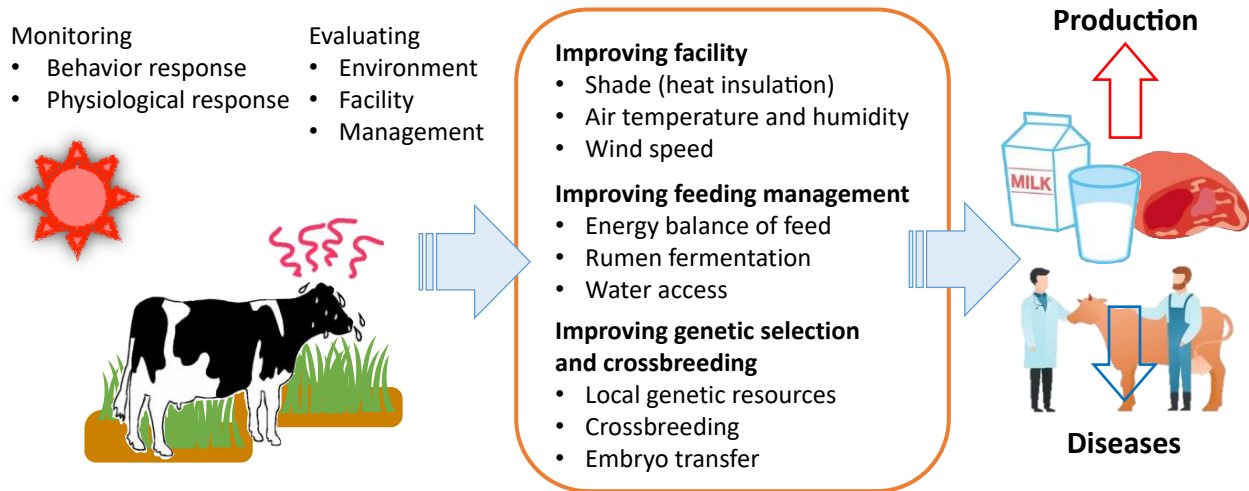 Monitoring
• Behavior response
• Physiological response
Evaluating
• Environment
• Facility
• Management
Improving facility
• Shade (heat insulation)
• Air temperature and humidity
• Wind speed
Improving feeding management
• Energy balance of feed
• Rumen fermentation
• Water access
Improving genetic selection
and crossbreeding
• Local genetic resources
• Crossbreeding
• Embryo transfer
Production
MILK
Diseases